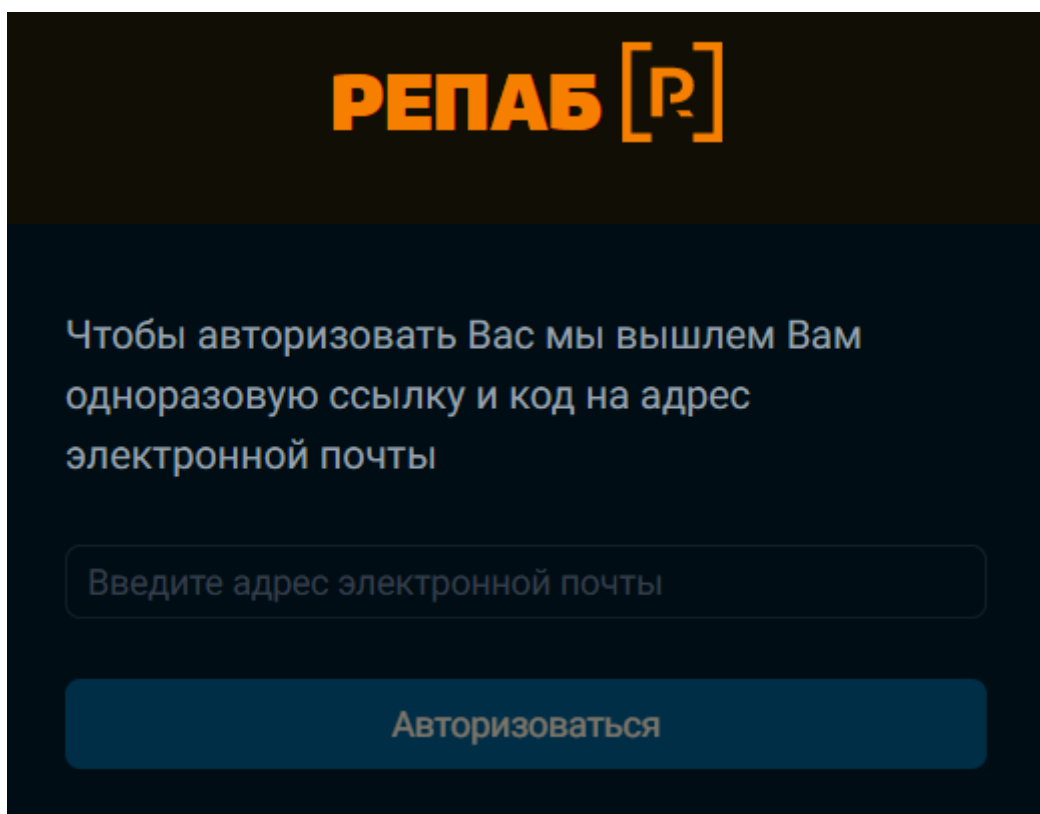 РЕПАБ [R]
Чтобы авторизовать Вас мы вышлем Вам
одноразовую ссылку и код на адрес
электронной почты
Введите адрес электронной почты
Авторизоваться